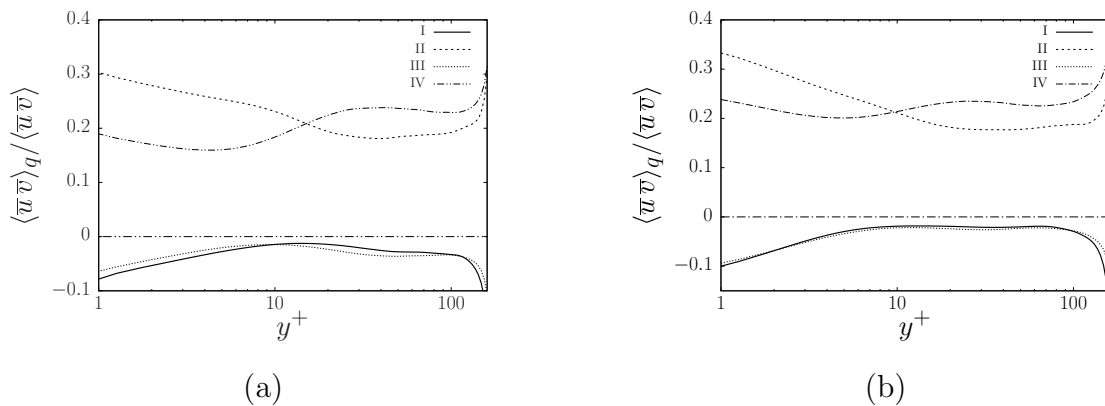 0.4
0.3
0.2
0.1
0
−0.1
1
10
100
y+
⟨u̅ v̅⟩q/⟨u̅ v̅⟩
I
II
III
IV
(a)
0.4
0.3
0.2
0.1
0
−0.1
1
10
100
y+
⟨u̅ v̅⟩q/⟨u̅ v̅⟩
I
II
III
IV
(b)